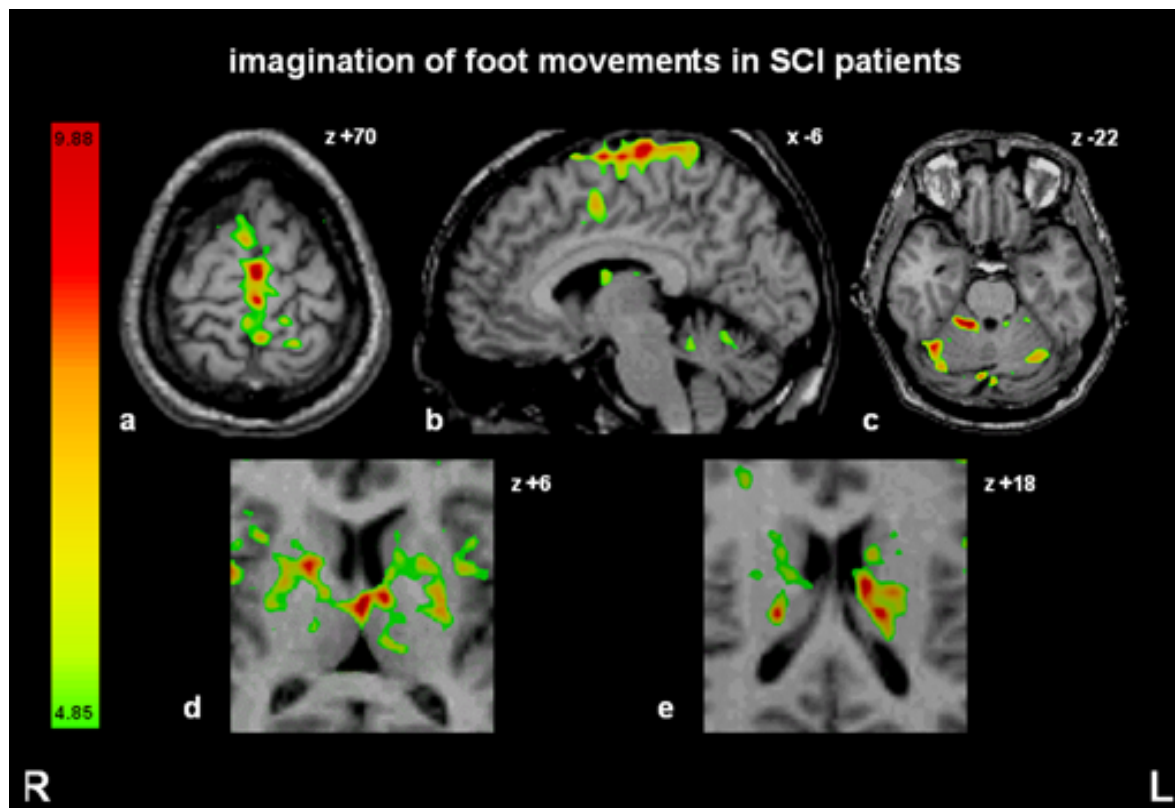 imagination of foot movements in SCI patients
9.88
z +70
x -6
z -22
a
b
c
z +6
z +18
4.85
d
e
R
L